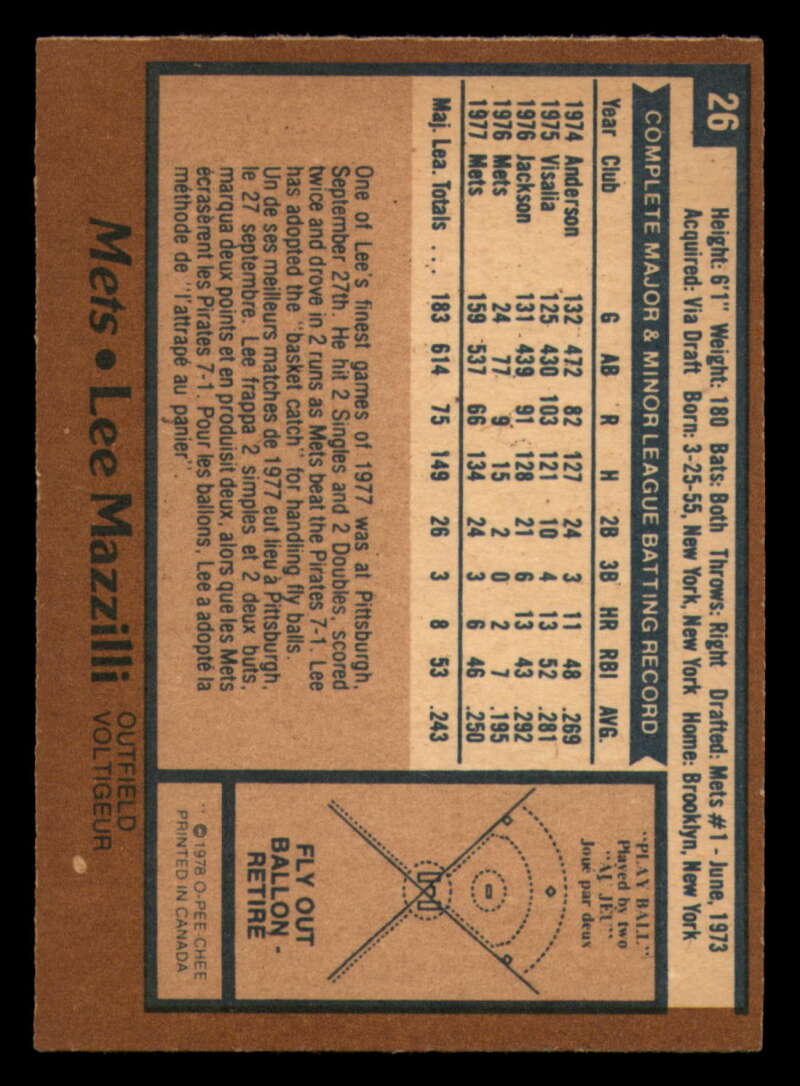 26
Height: 6'1" Weight: 180 Bats: Both Throws: Right Drafted: Mets #1 - June, 1973
Acquired: Via Draft Born: 3-25-55, New York, New York Home: Brooklyn, New York
COMPLETE MAJOR & MINOR LEAGUE BATTING RECORD
Year Club G AB R H 2B 3B HR RBI AVG.
1974 Anderson 132 472 82 127 24 3 11 48 .269
1975 Visalia 125 430 103 121 10 4 13 52 .281
1976 Jackson 131 439 91 128 21 6 13 43 .292
1976 Mets 24 77 9 15 2 0 2 7 .195
1977 Mets 159 537 66 134 24 3 6 46 .250
Maj. Lea. Totals .... 183 614 75 149 26 3 8 53 .243
One of Lee's finest games of 1977 was at Pittsburgh,
September 27th. He hit 2 Singles and 2 Doubles, scored
twice and drove in 2 runs as Mets beat the Pirates 7-1. Lee
has adopted the "basket catch" for handling fly balls.
Un de ses meilleurs matches de 1977 eut lieu à Pittsburgh,
le 27 septembre. Lee frappa 2 simples et 2 deux buts,
marqua deux points et en produisit deux, alors que les Mets
écrasèrent les Pirates 7-1. Pour les ballons, Lee a adopté la
méthode de "l'attrapé au panier".
"PLAY BALL"
Played by two
"AU JEU"
Joué par deux
FLY OUT
BALLON -
RETIRE
** © 1978 O-PEE-CHEE
PRINTED IN CANADA
Mets • Lee Mazzilli
OUTFIELD
VOLTIGEUR